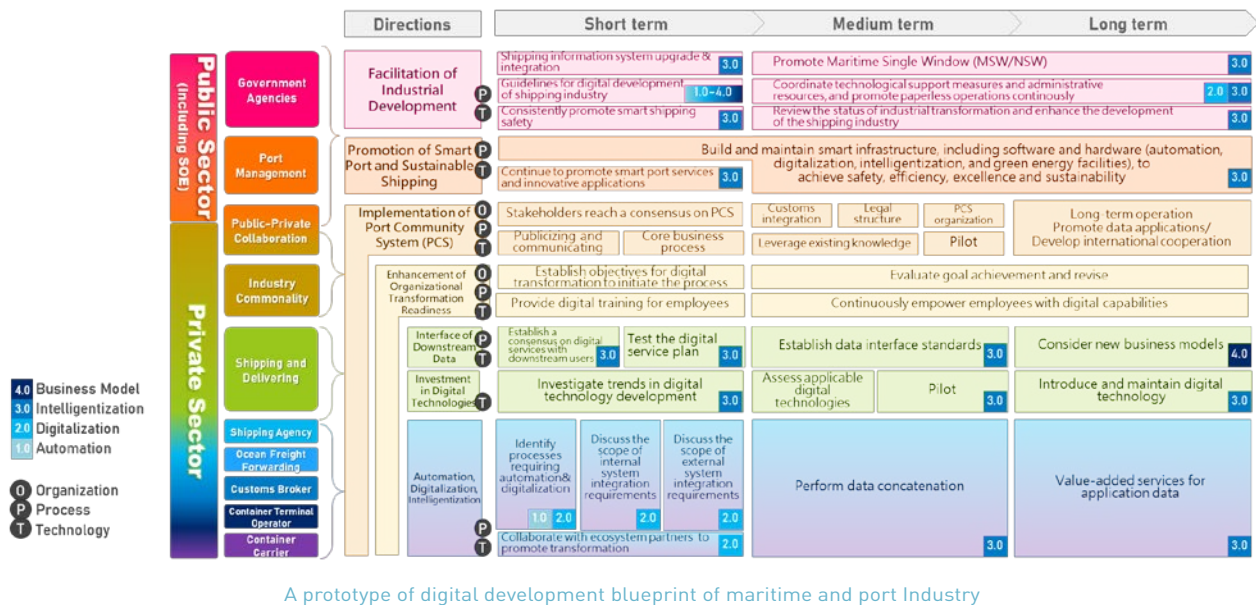 Directions
Short term
Medium term
Long term
Public Sector
(Including SOE)
Private Sector
Government
Agencies
Port
Management
Public-Private
Collaboration
Industry
Commonality
Shipping and
Delivering
Shipping Agency
Ocean Freight
Forwarding
Customs Broker
Container Terminal
Operator
Container
Carrier
4.0 Business Model
3.0 Intelligentization
2.0 Digitalization
1.0 Automation
O Organization
P Process
T Technology
Facilitation of
Industrial
Development
P
T
Shipping information system upgrade &
integration
3.0
Guidelines for digital development
of shipping industry
1.0~4.0
Consistently promote smart shipping
safety
3.0
Promote Maritime Single Window (MSW/NSW)
3.0
Coordinate technological support measures and administrative
resources, and promote paperless operations continuously
2.0 3.0
Review the status of industrial transformation and enhance the development
of the shipping industry
3.0
Promotion of Smart
Port and Sustainable
Shipping
P
T
Build and maintain smart infrastructure, including software and hardware (automation,
digitalization, intelligentization, and green energy facilities), to
achieve safety, efficiency, excellence and sustainability
3.0
Continue to promote smart port services
and innovative applications
3.0
Implementation of
Port Community
System (PCS)
O
P
T
Stakeholders reach a consensus on PCS
Publicizing and
communicating
Core business
process
Customs
integration
Legal
structure
PCS
organization
Leverage existing knowledge
Pilot
Long-term operation
Promote data applications/
Develop international cooperation
Enhancement of
Organizational
Transformation
Readiness
O
P
T
Establish objectives for digital
transformation to initiate the process
Provide digital training for employees
Evaluate goal achievement and revise
Continuously empower employees with digital capabilities
Interface of
Downstream
Data
P
T
Establish a
consensus on digital
services with
downstream users
3.0
Test the digital
service plan
3.0
Establish data interface standards
3.0
Consider new business models
4.0
Investment
in Digital
Technologies
T
Investigate trends in digital
technology development
3.0
Assess applicable
digital
technologies
Pilot
3.0
Introduce and maintain digital
technology
3.0
Automation,
Digitalization,
Intelligentization
P
T
Identify
processes
requiring
automation&
digitalization
1.0 2.0
Discuss the
scope of
internal
system
integration
requirements
2.0
Discuss the
scope of
external
system
integration
requirements
2.0
Collaborate with ecosystem partners to
promote transformation
2.0
Perform data concatenation
3.0
Value-added services for
application data
3.0
A prototype of digital development blueprint of maritime and port Industry